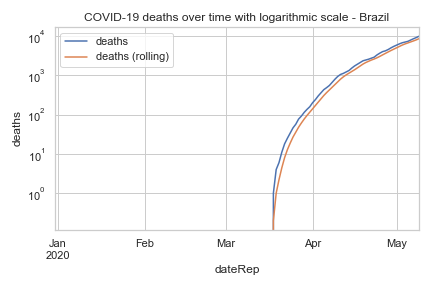 COVID-19 deaths over time with logarithmic scale - Brazil
deaths
deaths (rolling)
10⁴
10³
10²
10¹
10⁰
deaths
Jan Feb Mar Apr May
2020
dateRep